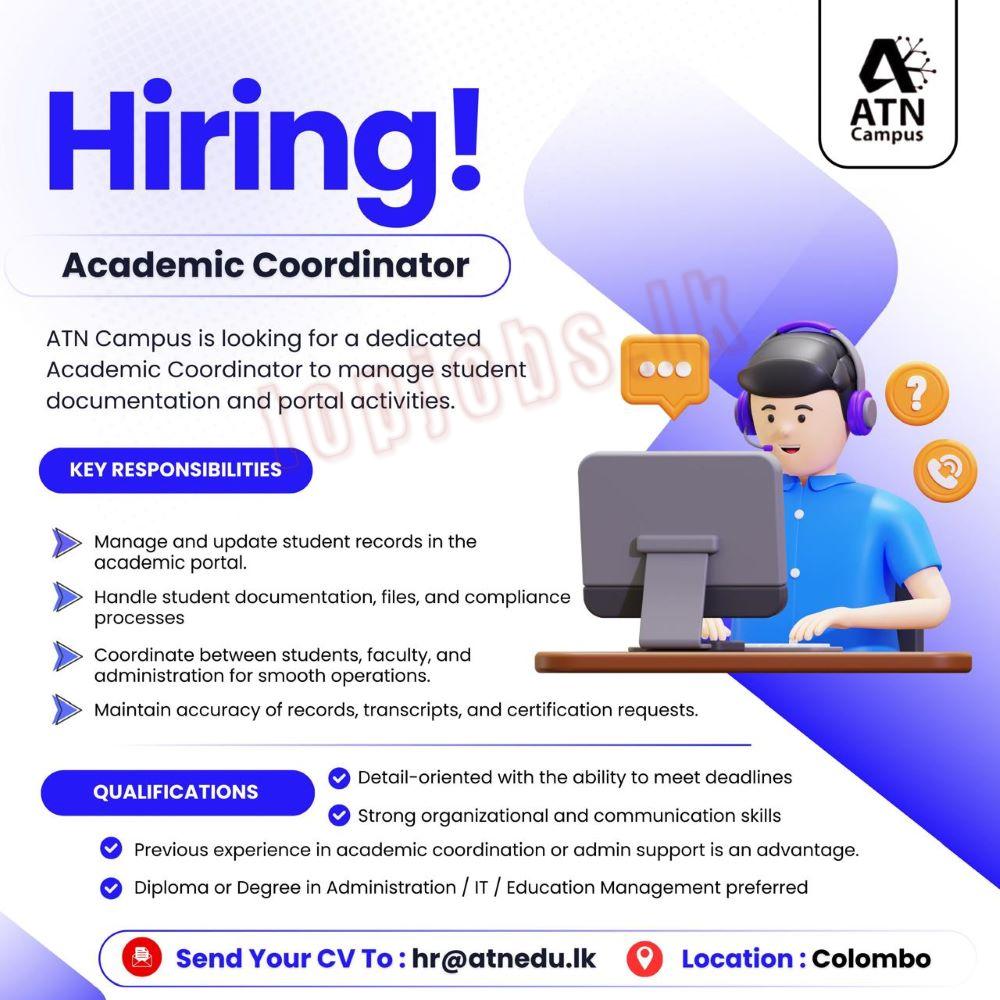 ATN
Campus
Hiring!
Academic Coordinator
ATN Campus is looking for a dedicated
Academic Coordinator to manage student
documentation and portal activities.
topjobs.lk
KEY RESPONSIBILITIES
Manage and update student records in the
academic portal.
Handle student documentation, files, and compliance
processes
Coordinate between students, faculty, and
administration for smooth operations.
Maintain accuracy of records, transcripts, and certification requests.
QUALIFICATIONS
Detail-oriented with the ability to meet deadlines
Strong organizational and communication skills
Previous experience in academic coordination or admin support is an advantage.
Diploma or Degree in Administration / IT / Education Management preferred
Send Your CV To : hr@atnedu.lk
Location : Colombo